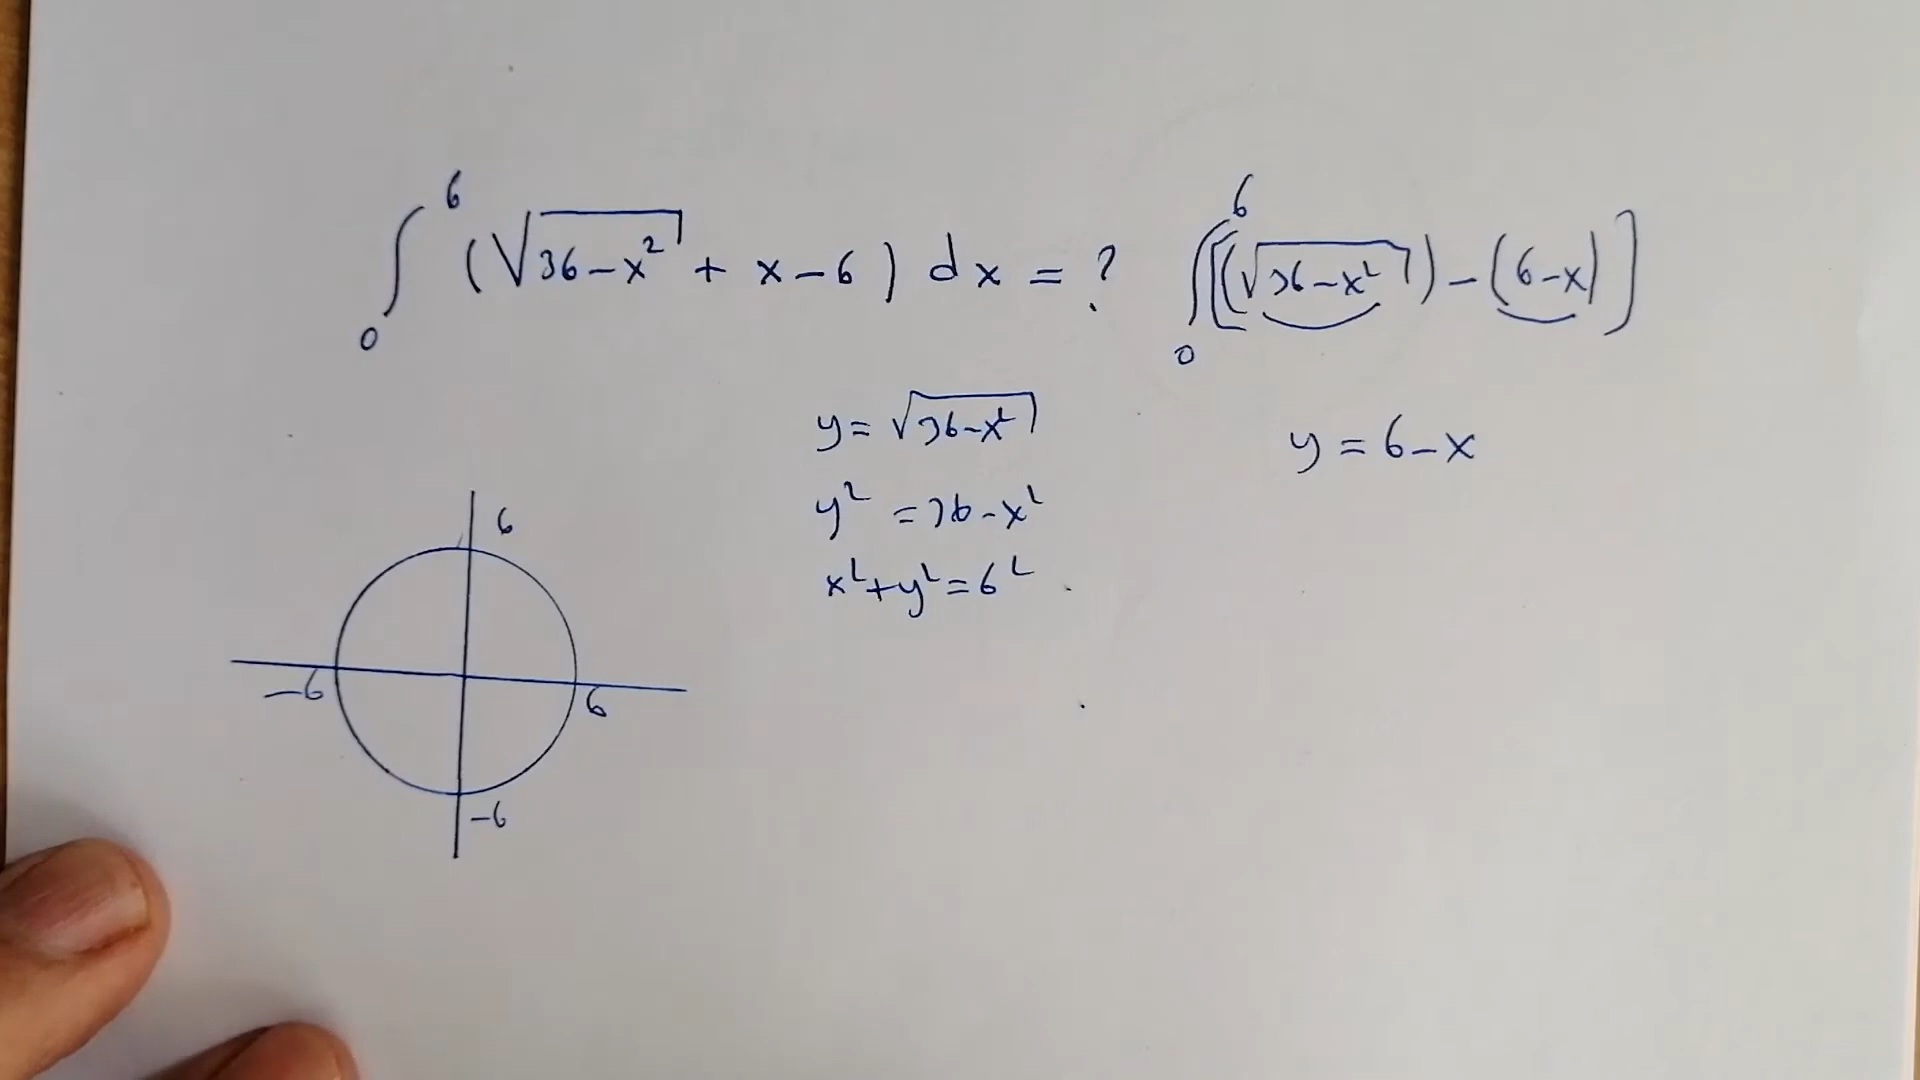 ∫₀⁶ (√(36-x²) + x-6) dx = ? ∫₀⁶ [(√(36-x²)) - (6-x)]
y = √(36-x²) y = 6-x
y² = 36-x²
x²+y² = 6²
6
-6 6
-6